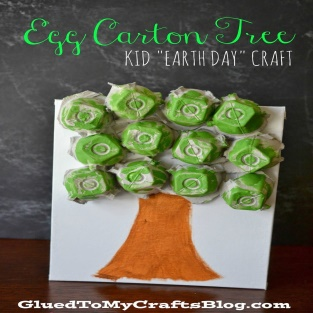 Egg Carton Tree
KID "EARTH DAY" CRAFT
GluedToMyCraftsBlog.com